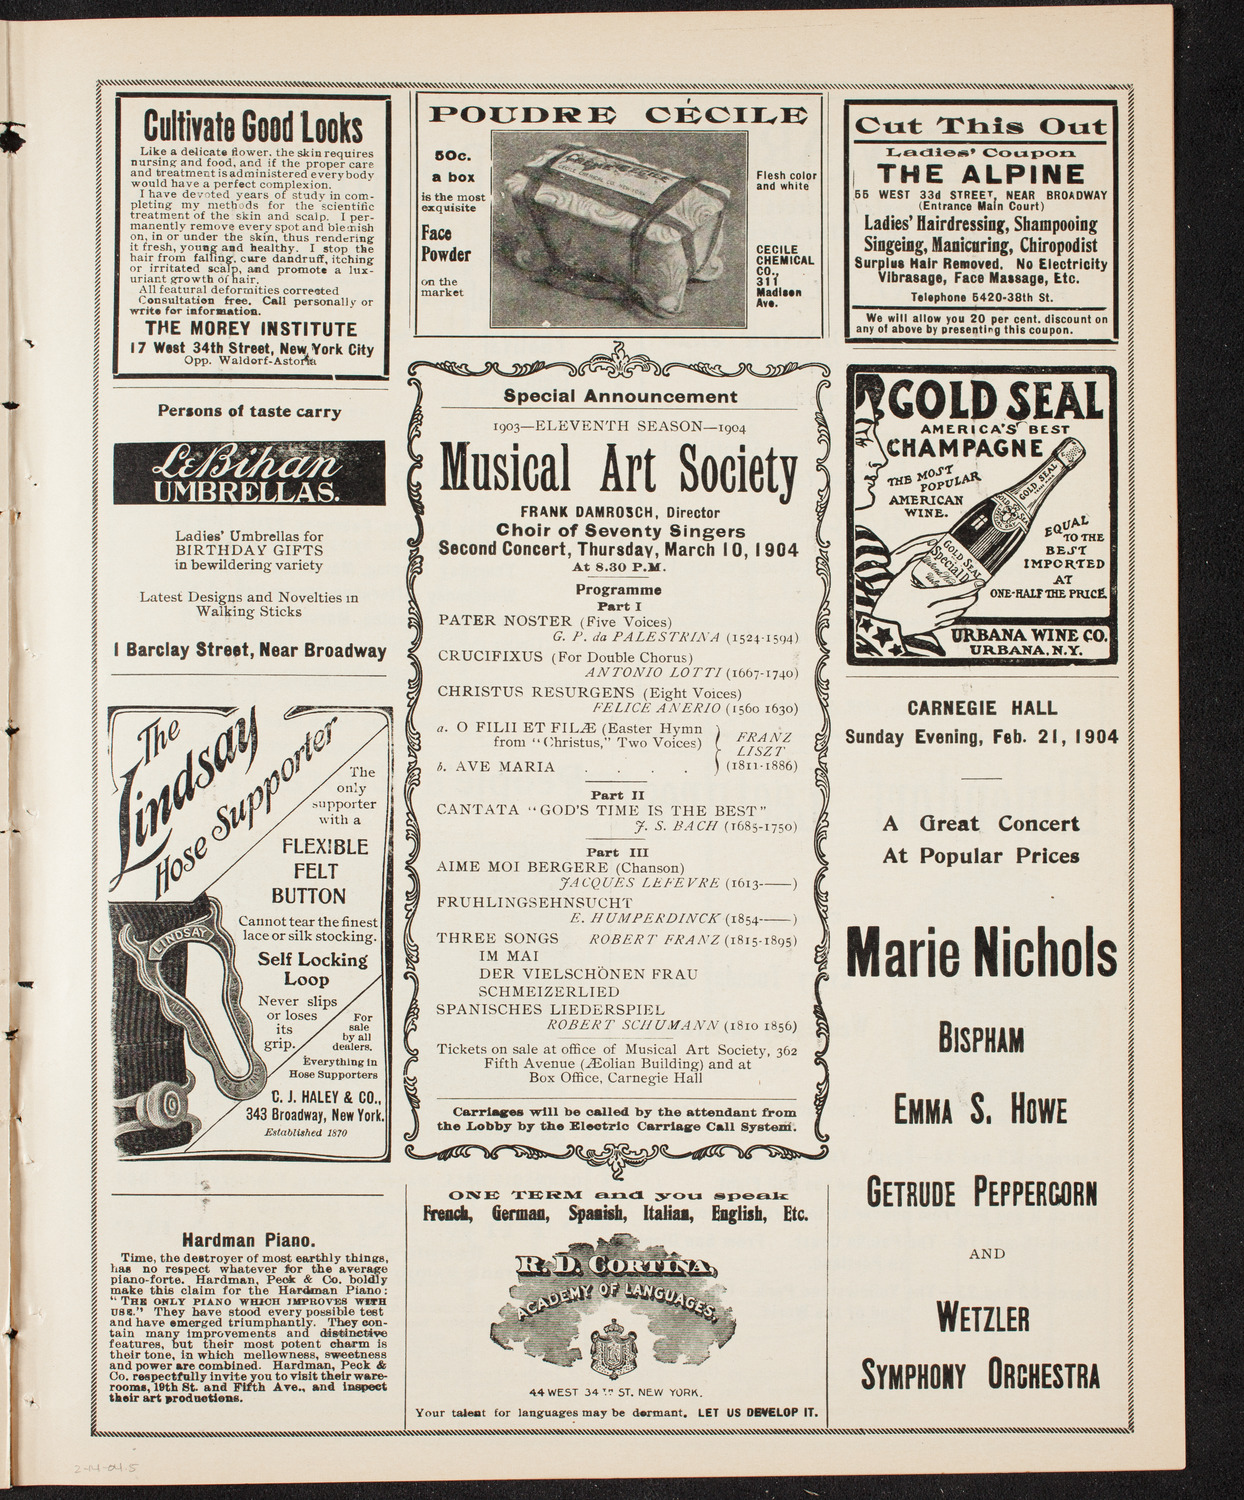 Cultivate Good Looks
Like a delicate flower, the skin requires
nursing and food, and if the proper care
and treatment is administered everybody
would have a perfect complexion.
I have devoted years of study in com-
pleting my methods for the scientific
treatment of the skin and scalp. I per-
manently remove every spot and blemish
on, in or under the skin, thus rendering
it fresh, young and healthy. I stop the
hair from falling, cure dandruff, itching
or irritated scalp, and promote a lux-
uriant growth of hair.
All featural deformities corrected
Consultation free. Call personally or
write for information.
THE MOREY INSTITUTE
17 West 34th Street, New York City
Opp. Waldorf-Astoria
Persons of taste carry
LeBihan
UMBRELLAS.
Ladies' Umbrellas for
BIRTHDAY GIFTS
in bewildering variety
Latest Designs and Novelties in
Walking Sticks
1 Barclay Street, Near Broadway
The
Lindsay
Hose Supporter
The
only
supporter
with a
FLEXIBLE
FELT
BUTTON
Cannot tear the finest
lace or silk stocking.
Self Locking
Loop
Never slips
or loses
its
grip.
For
sale
by all
dealers.
Everything in
Hose Supporters
LINDSAY
C. J. HALEY & CO.,
343 Broadway, New York.
Established 1870
Hardman Piano.
Time, the destroyer of most earthly things,
has no respect whatever for the average
piano-forte. Hardman, Peck & Co. boldly
make this claim for the Hardman Piano:
"THE ONLY PIANO WHICH IMPROVES WITH
USE." They have stood every possible test
and have emerged triumphantly. They con-
tain many improvements and distinctive
features, but their most potent charm is
their tone, in which mellowness, sweetness
and power are combined. Hardman, Peck &
Co. respectfully invite you to visit their ware-
rooms, 19th St. and Fifth Ave., and inspect
their art productions.
POUDRE CÉCILE
50c.
a box
is the most
exquisite
Face
Powder
on the
market
Flesh color
and white
CECILE
CHEMICAL
CO.,
311
Madison
Ave.
Special Announcement
1903—ELEVENTH SEASON—1904
Musical Art Society
FRANK DAMROSCH, Director
Choir of Seventy Singers
Second Concert, Thursday, March 10, 1904
At 8.30 P.M.
Programme
Part I
PATER NOSTER (Five Voices)
G. P. da PALESTRINA (1524-1594)
CRUCIFIXUS (For Double Chorus)
ANTONIO LOTTI (1667-1740)
CHRISTUS RESURGENS (Eight Voices)
FELICE ANERIO (1560 1630)
a. O FILII ET FILÆ (Easter Hymn
from "Christus," Two Voices)
b. AVE MARIA . . . .
FRANZ
LISZT
(1811-1886)
Part II
CANTATA "GOD'S TIME IS THE BEST"
J. S. BACH (1685-1750)
Part III
AIME MOI BERGERE (Chanson)
JACQUES LEFEVRE (1613-——)
FRUHLINGSEHNSUCHT
E. HUMPERDINCK (1854-——)
THREE SONGS ROBERT FRANZ (1815-1895)
IM MAI
DER VIELSCHÖNEN FRAU
SCHMEIZERLIED
SPANISCHES LIEDERSPIEL
ROBERT SCHUMANN (1810 1856)
Tickets on sale at office of Musical Art Society, 362
Fifth Avenue (Æolian Building) and at
Box Office, Carnegie Hall
Carriages will be called by the attendant from
the Lobby by the Electric Carriage Call System.
ONE TERM and you speak
French, German, Spanish, Italian, English, Etc.
R. D. CORTINA,
ACADEMY OF LANGUAGES,
44 WEST 34TH ST. NEW YORK.
Your talent for languages may be dormant. LET US DEVELOP IT.
Cut This Out
Ladies' Coupon
THE ALPINE
55 WEST 33d STREET, NEAR BROADWAY
(Entrance Main Court)
Ladies' Hairdressing, Shampooing
Singeing, Manicuring, Chiropodist
Surplus Hair Removed. No Electricity
Vibrasage, Face Massage, Etc.
Telephone 5420-38th St.
We will allow you 20 per cent. discount on
any of above by presenting this coupon.
GOLD SEAL
AMERICA'S BEST
CHAMPAGNE
THE MOST
POPULAR
AMERICAN
WINE.
GOLD SEAL
GOLD SEAL
Special Dry
EQUAL
TO THE
BEST
IMPORTED
AT
ONE-HALF THE PRICE.
URBANA WINE CO.
URBANA, N.Y.
CARNEGIE HALL
Sunday Evening, Feb. 21, 1904
A Great Concert
At Popular Prices
Marie Nichols
BISPHAM
EMMA S. HOWE
GETRUDE PEPPERCORN
AND
WETZLER
SYMPHONY ORCHESTRA
2-14-04.5